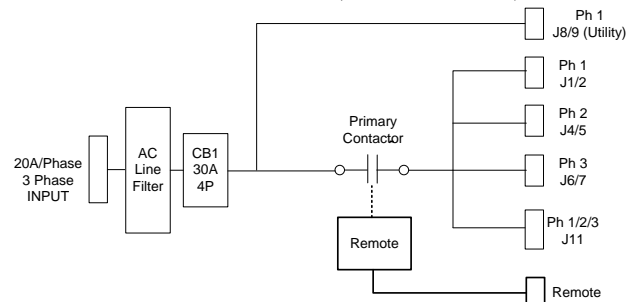 Ph 1
J8/9 (Utility)
Ph 1
J1/2
Primary
Contactor
Ph 2
J4/5
20A/Phase
3 Phase
INPUT
AC
Line
Filter
CB1
30A
4P
Ph 3
J6/7
Ph 1/2/3
J11
Remote
Remote